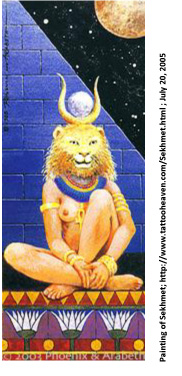 ©2001 Phoenix & Arabeth
Painting of Sekhmet; http://www.tattooheaven.com/Sekhmet.html ; July 20, 2005